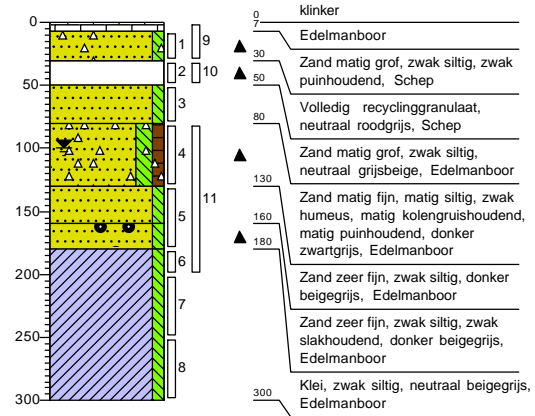 0
50
100
150
200
250
300
1
2
3
4
5
6
7
8
9
10
11
0
7
30
50
80
130
160
180
300
klinker
Edelmanboor
Zand matig grof, zwak siltig, zwak
puinhoudend, Schep
Volledig recyclinggranulaat,
neutraal roodgrijs, Schep
Zand matig grof, zwak siltig,
neutraal grijsbeige, Edelmanboor
Zand matig fijn, matig siltig, zwak
humeus, matig kolengruishoudend,
matig puinhoudend, donker
zwartgrijs, Edelmanboor
Zand zeer fijn, zwak siltig, donker
beigegrijs, Edelmanboor
Zand zeer fijn, zwak siltig, zwak
slakhoudend, donker beigegrijs,
Edelmanboor
Klei, zwak siltig, neutraal beigegrijs,
Edelmanboor